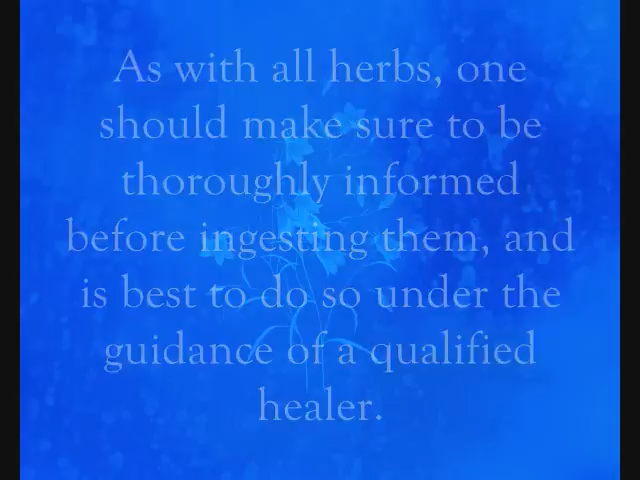 As with all herbs, one
should make sure to be
thoroughly informed
before ingesting them, and
is best to do so under the
guidance of a qualified
healer.